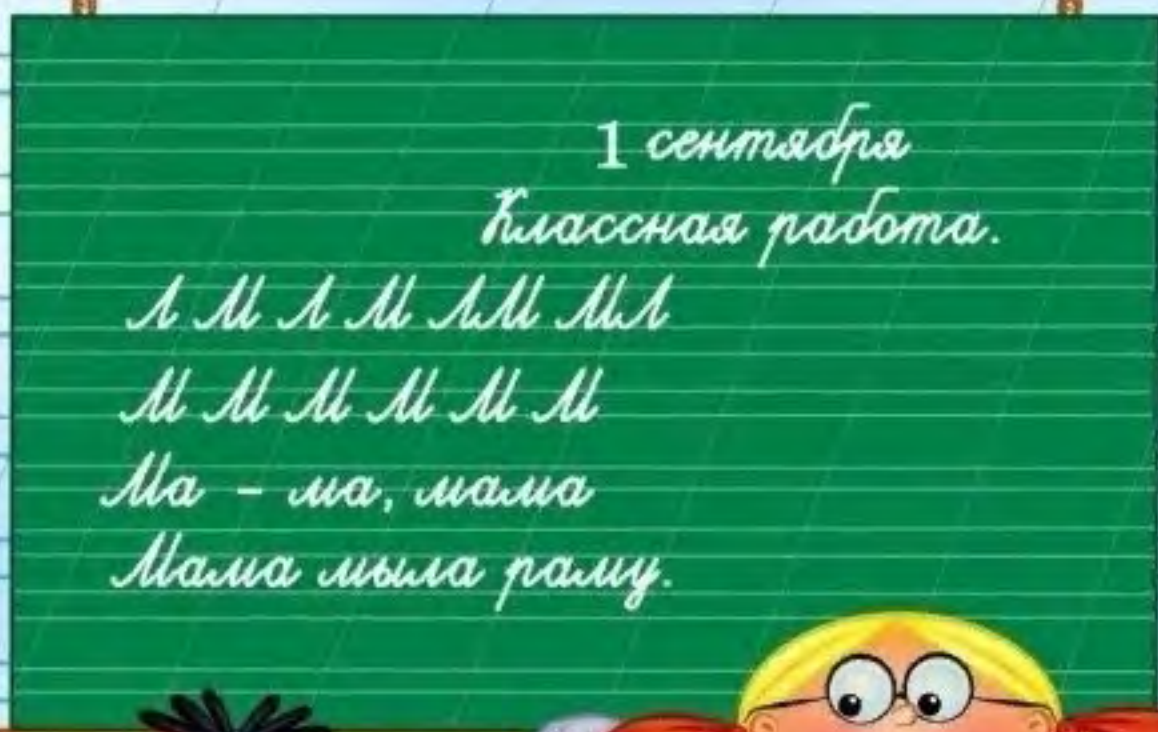 1 сентября
Классная работа.
Л М Л М ЛМ МЛ
М М М М М М
Ма - ма, мама
Мама мыла раму.